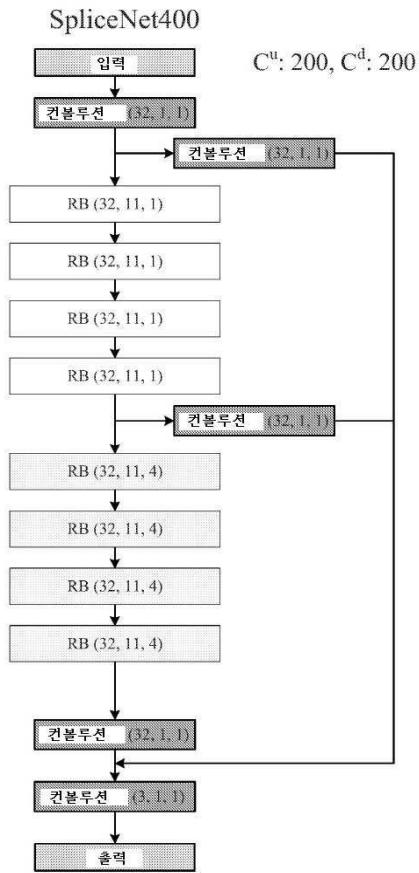 SpliceNet400
입력
C^u: 200, C^d: 200
컨볼루션 (32, 1, 1)
컨볼루션 (32, 1, 1)
RB (32, 11, 1)
RB (32, 11, 1)
RB (32, 11, 1)
RB (32, 11, 1)
컨볼루션 (32, 1, 1)
RB (32, 11, 4)
RB (32, 11, 4)
RB (32, 11, 4)
RB (32, 11, 4)
컨볼루션 (32, 1, 1)
컨볼루션 (3, 1, 1)
출력